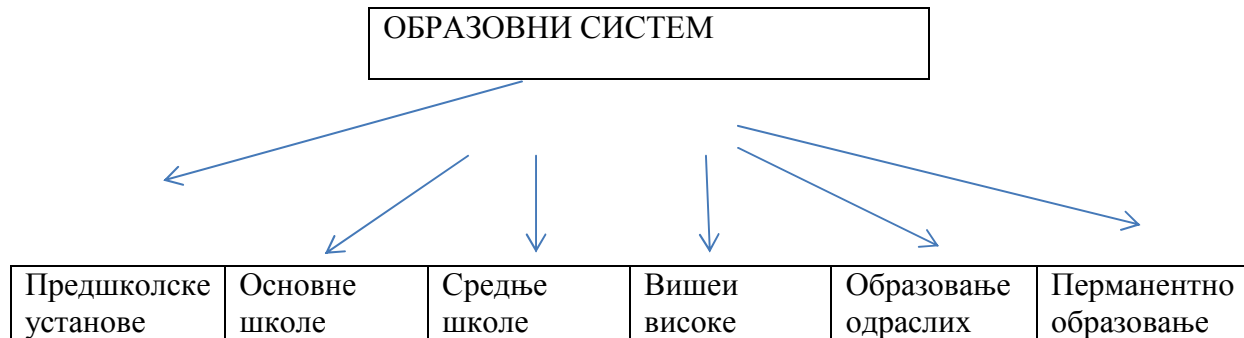 ОБРАЗОВНИ СИСТЕМ
Предшколске установе
Основне школе
Средње школе
Вишеи високе
Образовање одраслих
Перманентно образовање